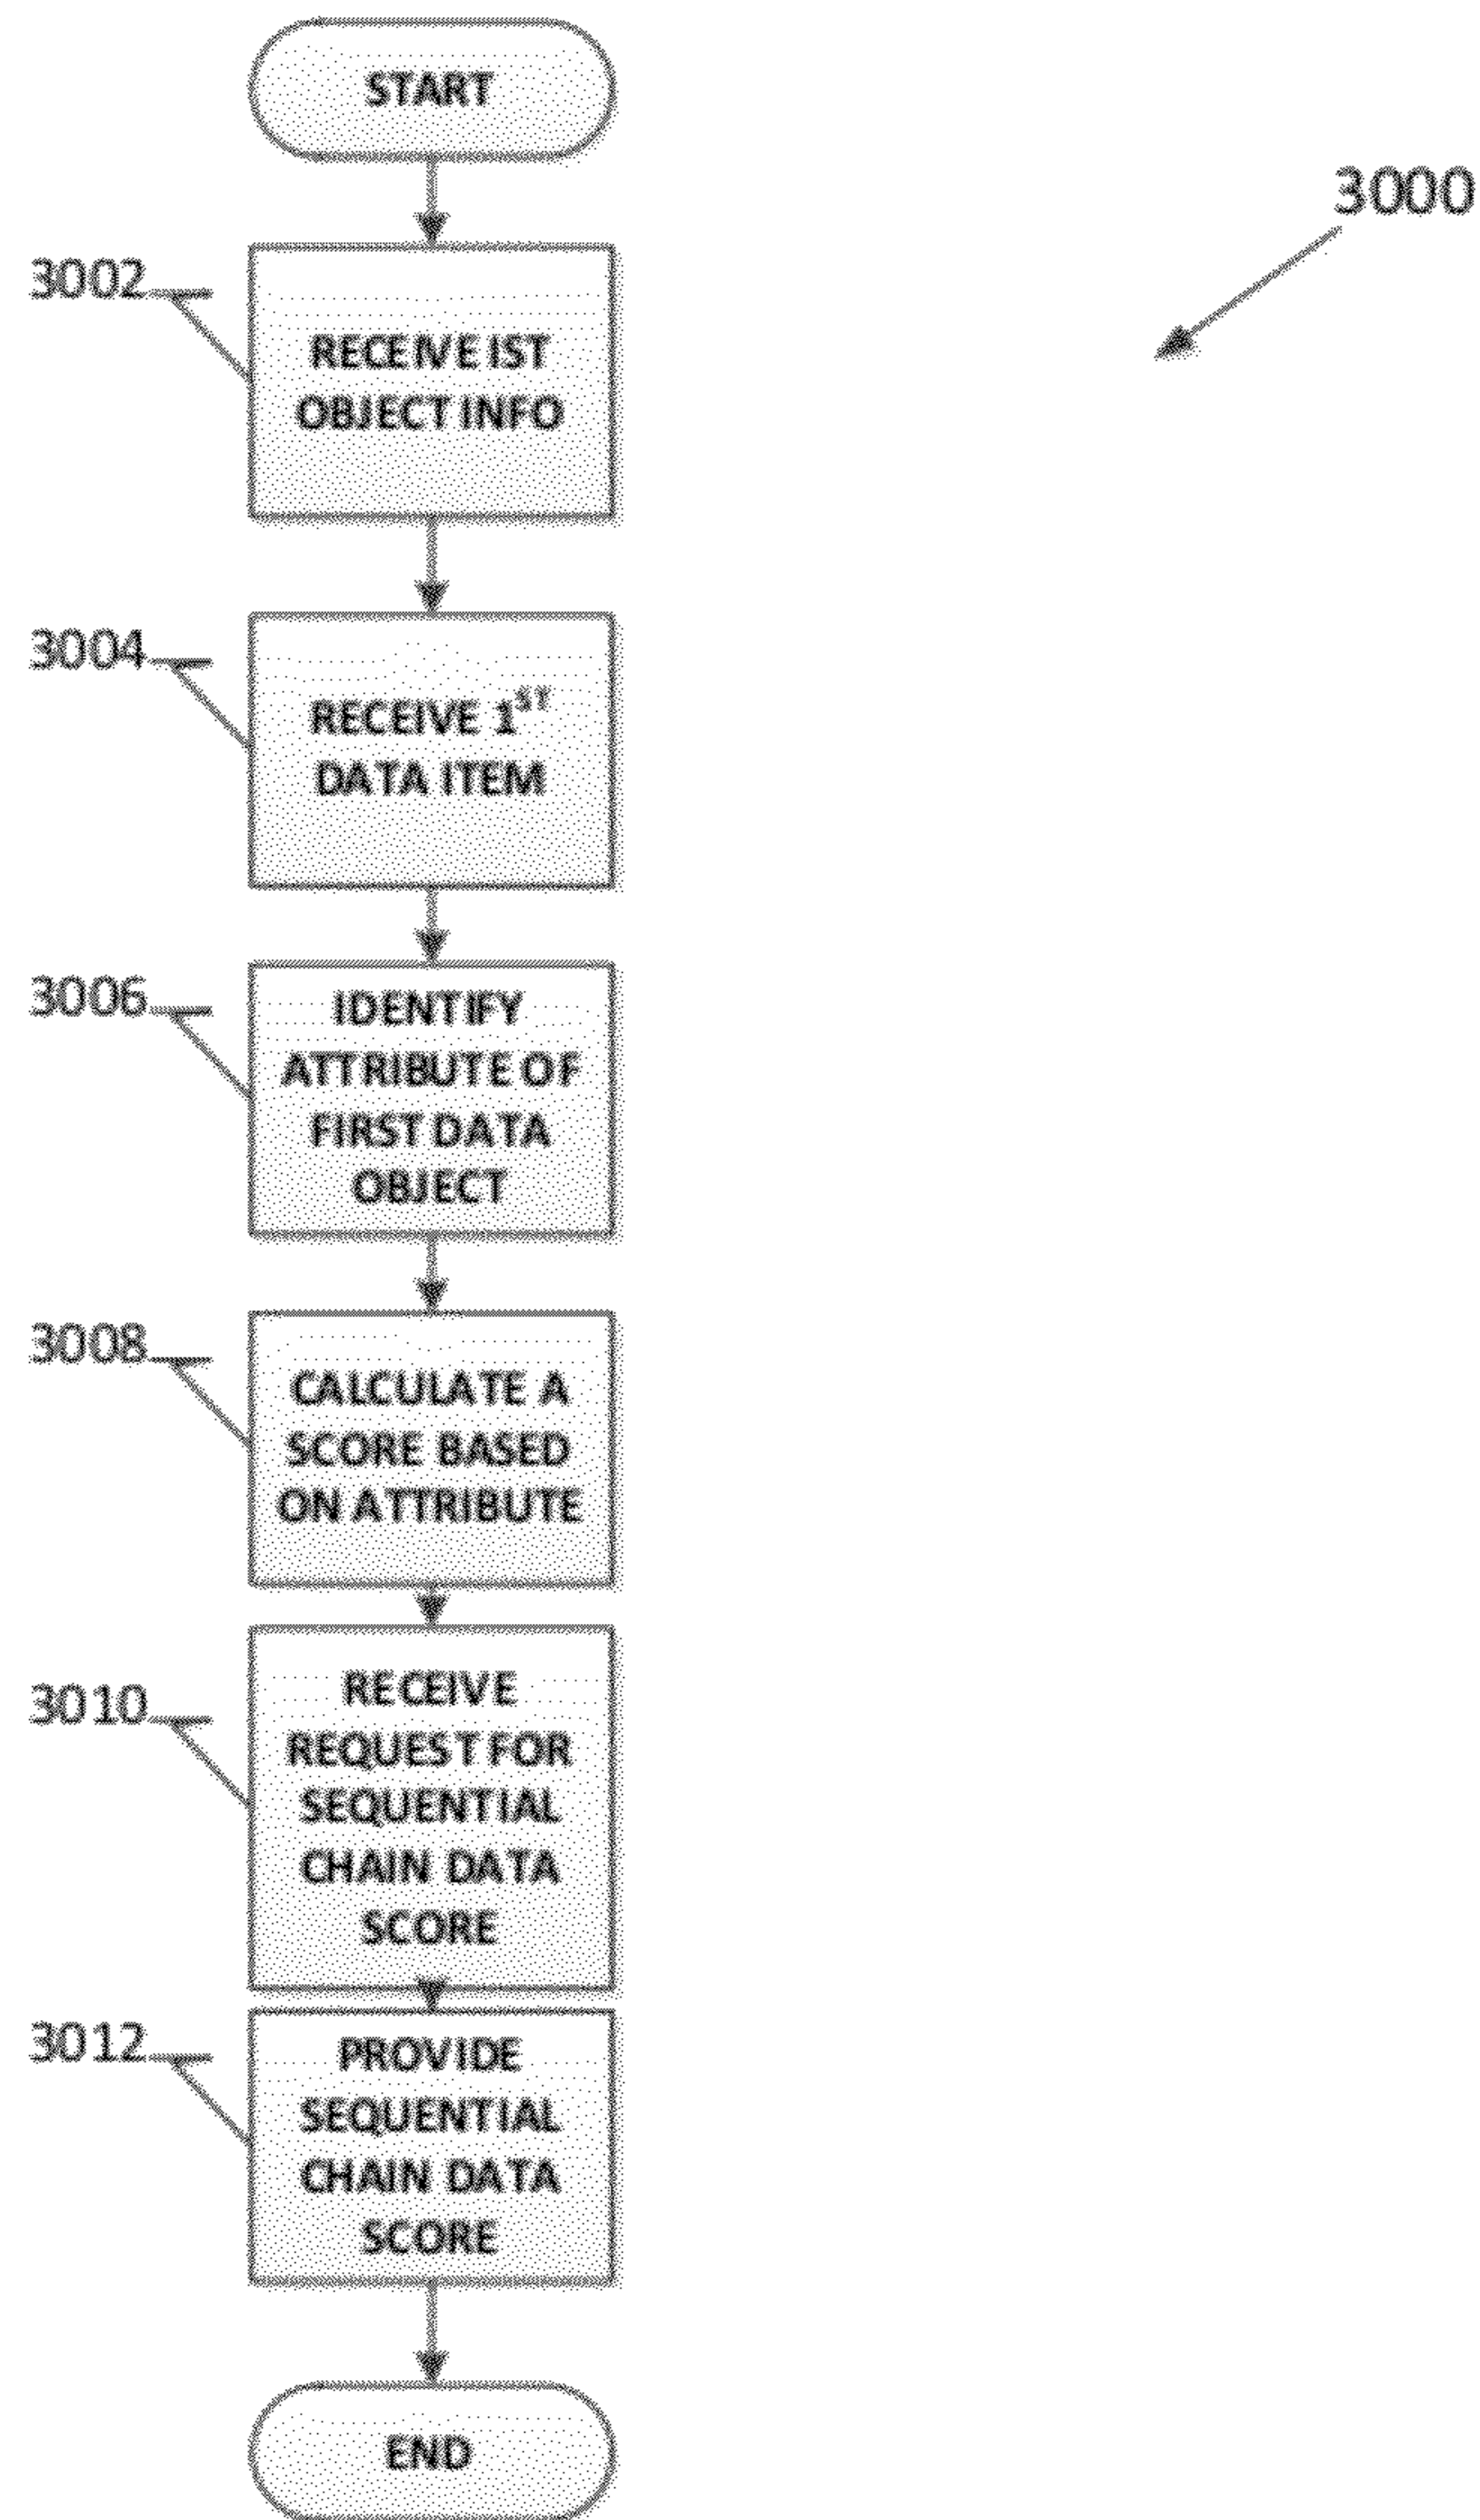 START
3000
3002
RECEIVE IST
OBJECT INFO
3004
RECEIVE 1ST
DATA ITEM
3006
IDENTIFY
ATTRIBUTE OF
FIRST DATA
OBJECT
3008
CALCULATE A
SCORE BASED
ON ATTRIBUTE
3010
RECEIVE
REQUEST FOR
SEQUENTIAL
CHAIN DATA
SCORE
3012
PROVIDE
SEQUENTIAL
CHAIN DATA
SCORE
END